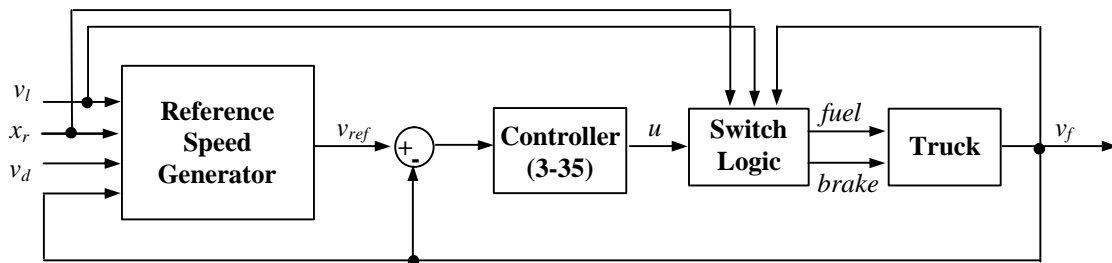 v_l
x_r
v_d
Reference
Speed
Generator
v_ref
+
-
Controller
(3-35)
u
Switch
Logic
fuel
brake
Truck
v_f